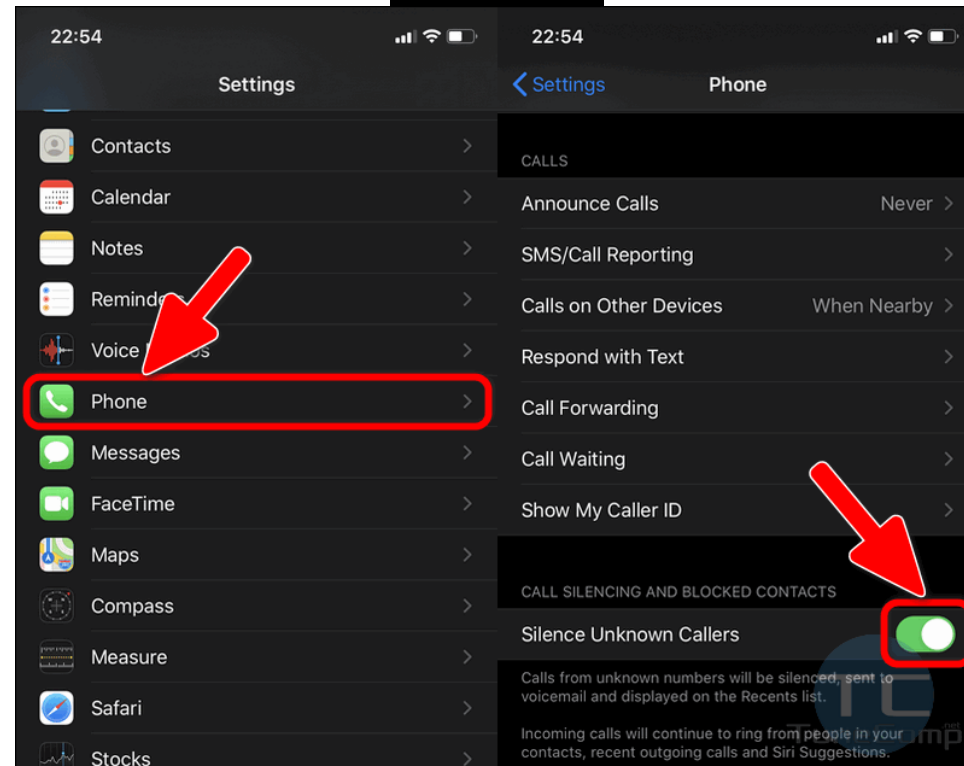 22:54
Settings
Contacts
Calendar
Notes
Reminders
Voice
Phone
Messages
FaceTime
Maps
Compass
Measure
Safari
Stocks
22:54
Settings
Phone
CALLS
Announce Calls Never
SMS/Call Reporting
Calls on Other Devices When Nearby
Respond with Text
Call Forwarding
Call Waiting
Show My Caller ID
CALL SILENCING AND BLOCKED CONTACTS
Silence Unknown Callers
Calls from unknown numbers will be silenced, sent to
voicemail and displayed on the Recents list.
Incoming calls will continue to ring from people in your
contacts, recent outgoing calls and Siri Suggestions.
TC
.net